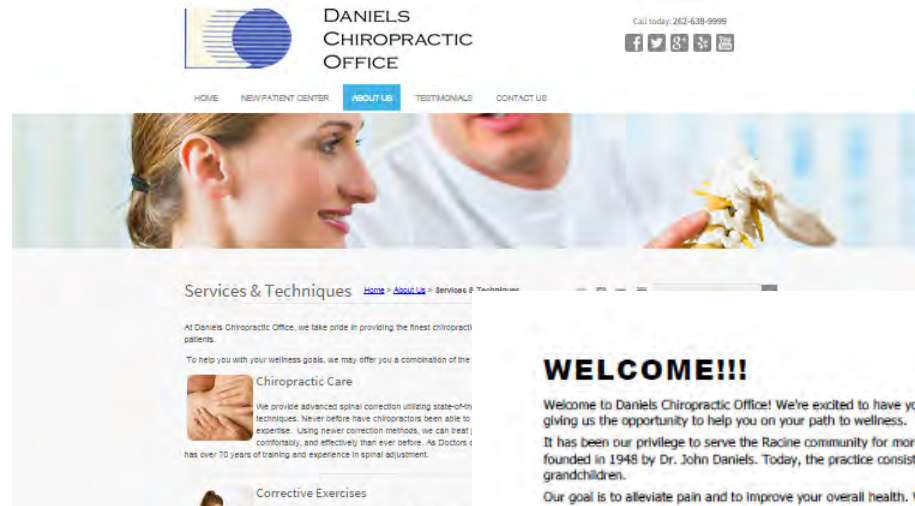 DANIELS
CHIROPRACTIC
OFFICE
Call today: 262-638-9999
HOME NEW PATIENT CENTER ABOUT US TESTIMONIALS CONTACT US
Services & Techniques Home » About Us » Services & Techniques
At Daniels Chiropractic Office, we take pride in providing the finest chiropracti
patients.
To help you with your wellness goals, we may offer you a combination of the
Chiropractic Care
We provide advanced spinal correction utilizing state-of-th
techniques. Never before have chiropractors been able to
expertise. Using newer correction methods, we can treat
comfortably, and effectively than ever before. As Doctors
has over 70 years of training and experience in spinal adjustment.
Corrective Exercises
WELCOME!!!
Welcome to Daniels Chiropractic Office! We're excited to have yo
giving us the opportunity to help you on your path to wellness.
It has been our privilege to serve the Racine community for mor
founded in 1948 by Dr. John Daniels. Today, the practice consist
grandchildren.
Our goal is to alleviate pain and to improve your overall health. W